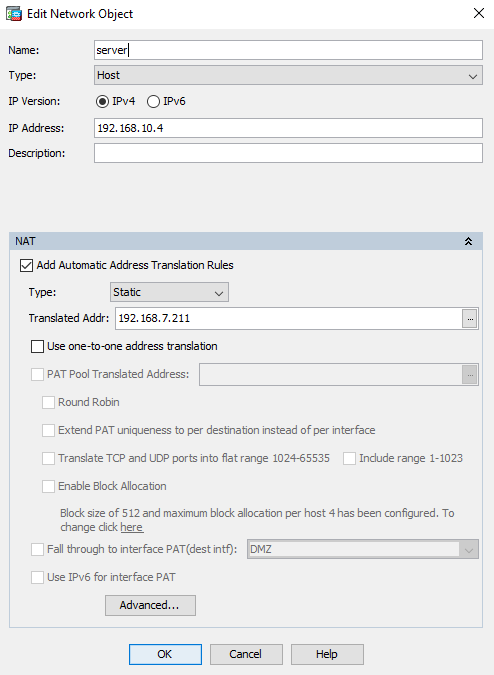 Edit Network Object
Name: server
Type: Host
IP Version: IPv4 IPv6
IP Address: 192.168.10.4
Description:
NAT
Add Automatic Address Translation Rules
Type: Static
Translated Addr: 192.168.7.211 ...
Use one-to-one address translation
PAT Pool Translated Address: ...
Round Robin
Extend PAT uniqueness to per destination instead of per interface
Translate TCP and UDP ports into flat range 1024-65535 Include range 1-1023
Enable Block Allocation
Block size of 512 and maximum block allocation per host 4 has been configured. To
change click here
Fall through to interface PAT(dest intf): DMZ
Use IPv6 for interface PAT
Advanced...
OK Cancel Help